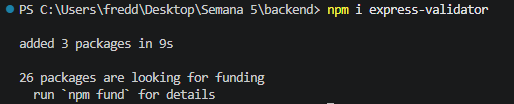 PS C:\Users\fredd\Desktop\Semana 5\backend> npm i express-validator
added 3 packages in 9s
26 packages are looking for funding
  run `npm fund` for details